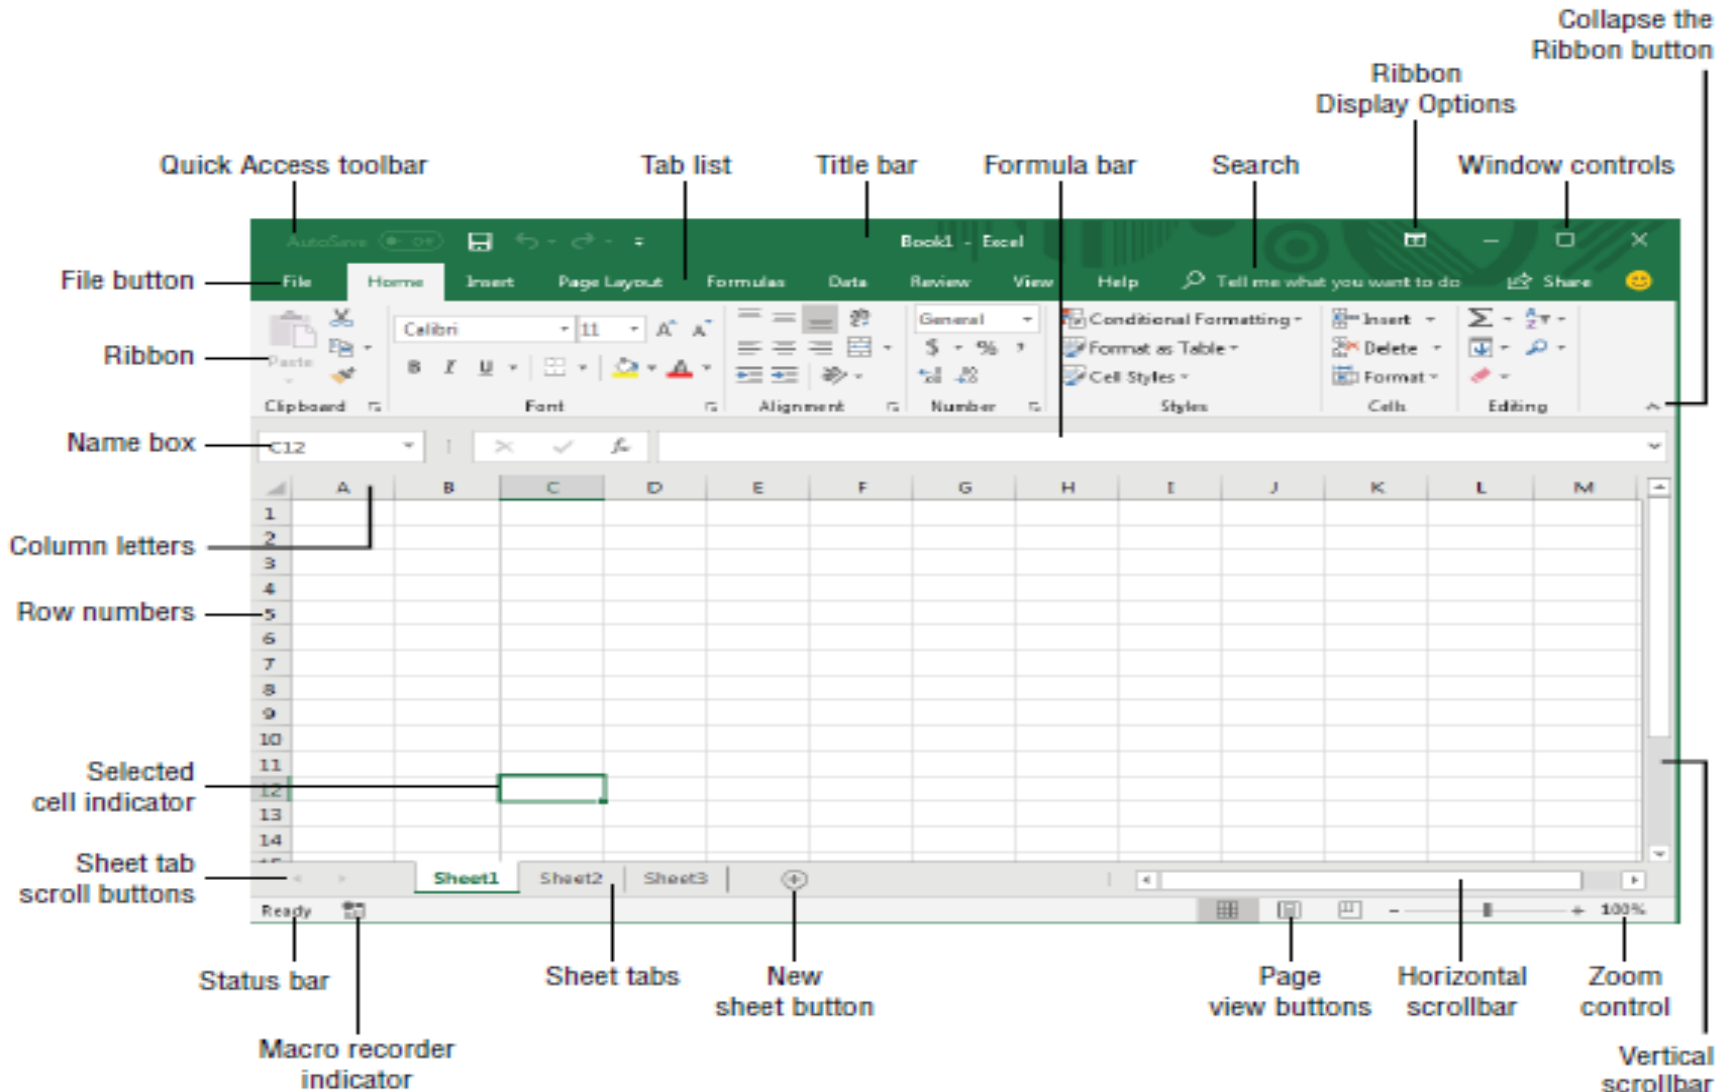 Collapse the
Ribbon button
Ribbon
Display Options
Quick Access toolbar
Tab list
Title bar
Formula bar
Search
Window controls
AutoSave Off
Book1 - Excel
File button
File
Home
Insert
Page Layout
Formulas
Data
Review
View
Help
Tell me what you want to do
Share
Ribbon
Paste
Calibri
11
A A
B I U
A
General
$ % ,
Conditional Formatting
Format as Table
Cell Styles
Insert
Delete
Format
Clipboard
Font
Alignment
Number
Styles
Cells
Editing
Name box
C12
fx
A B C D E F G H I J K L M
1
Column letters
2
3
4
Row numbers
5
6
7
8
9
10
11
Selected
cell indicator
12
13
14
Sheet tab
scroll buttons
Sheet1
Sheet2
Sheet3
Ready
100%
Status bar
Sheet tabs
New
sheet button
Page
view buttons
Horizontal
scrollbar
Zoom
control
Macro recorder
indicator
Vertical
scrollbar